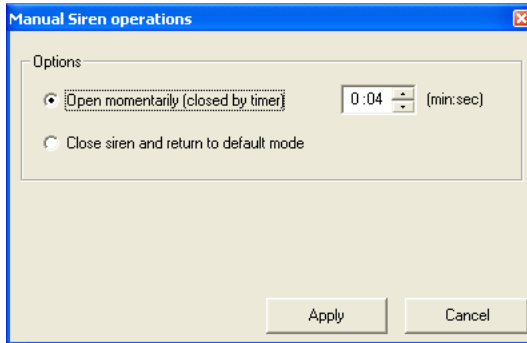 Manual Siren operations
Options
Open momentarily (closed by timer) 0:04 (min:sec)
Close siren and return to default mode
Apply Cancel